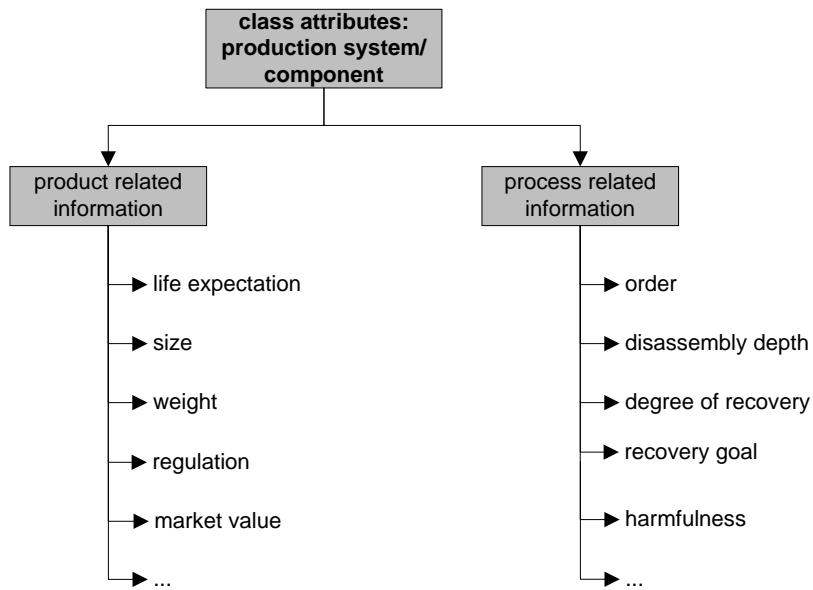 class attributes:
production system/
component
product related
information
life expectation
size
weight
regulation
market value
...
process related
information
order
disassembly depth
degree of recovery
recovery goal
harmfulness
...